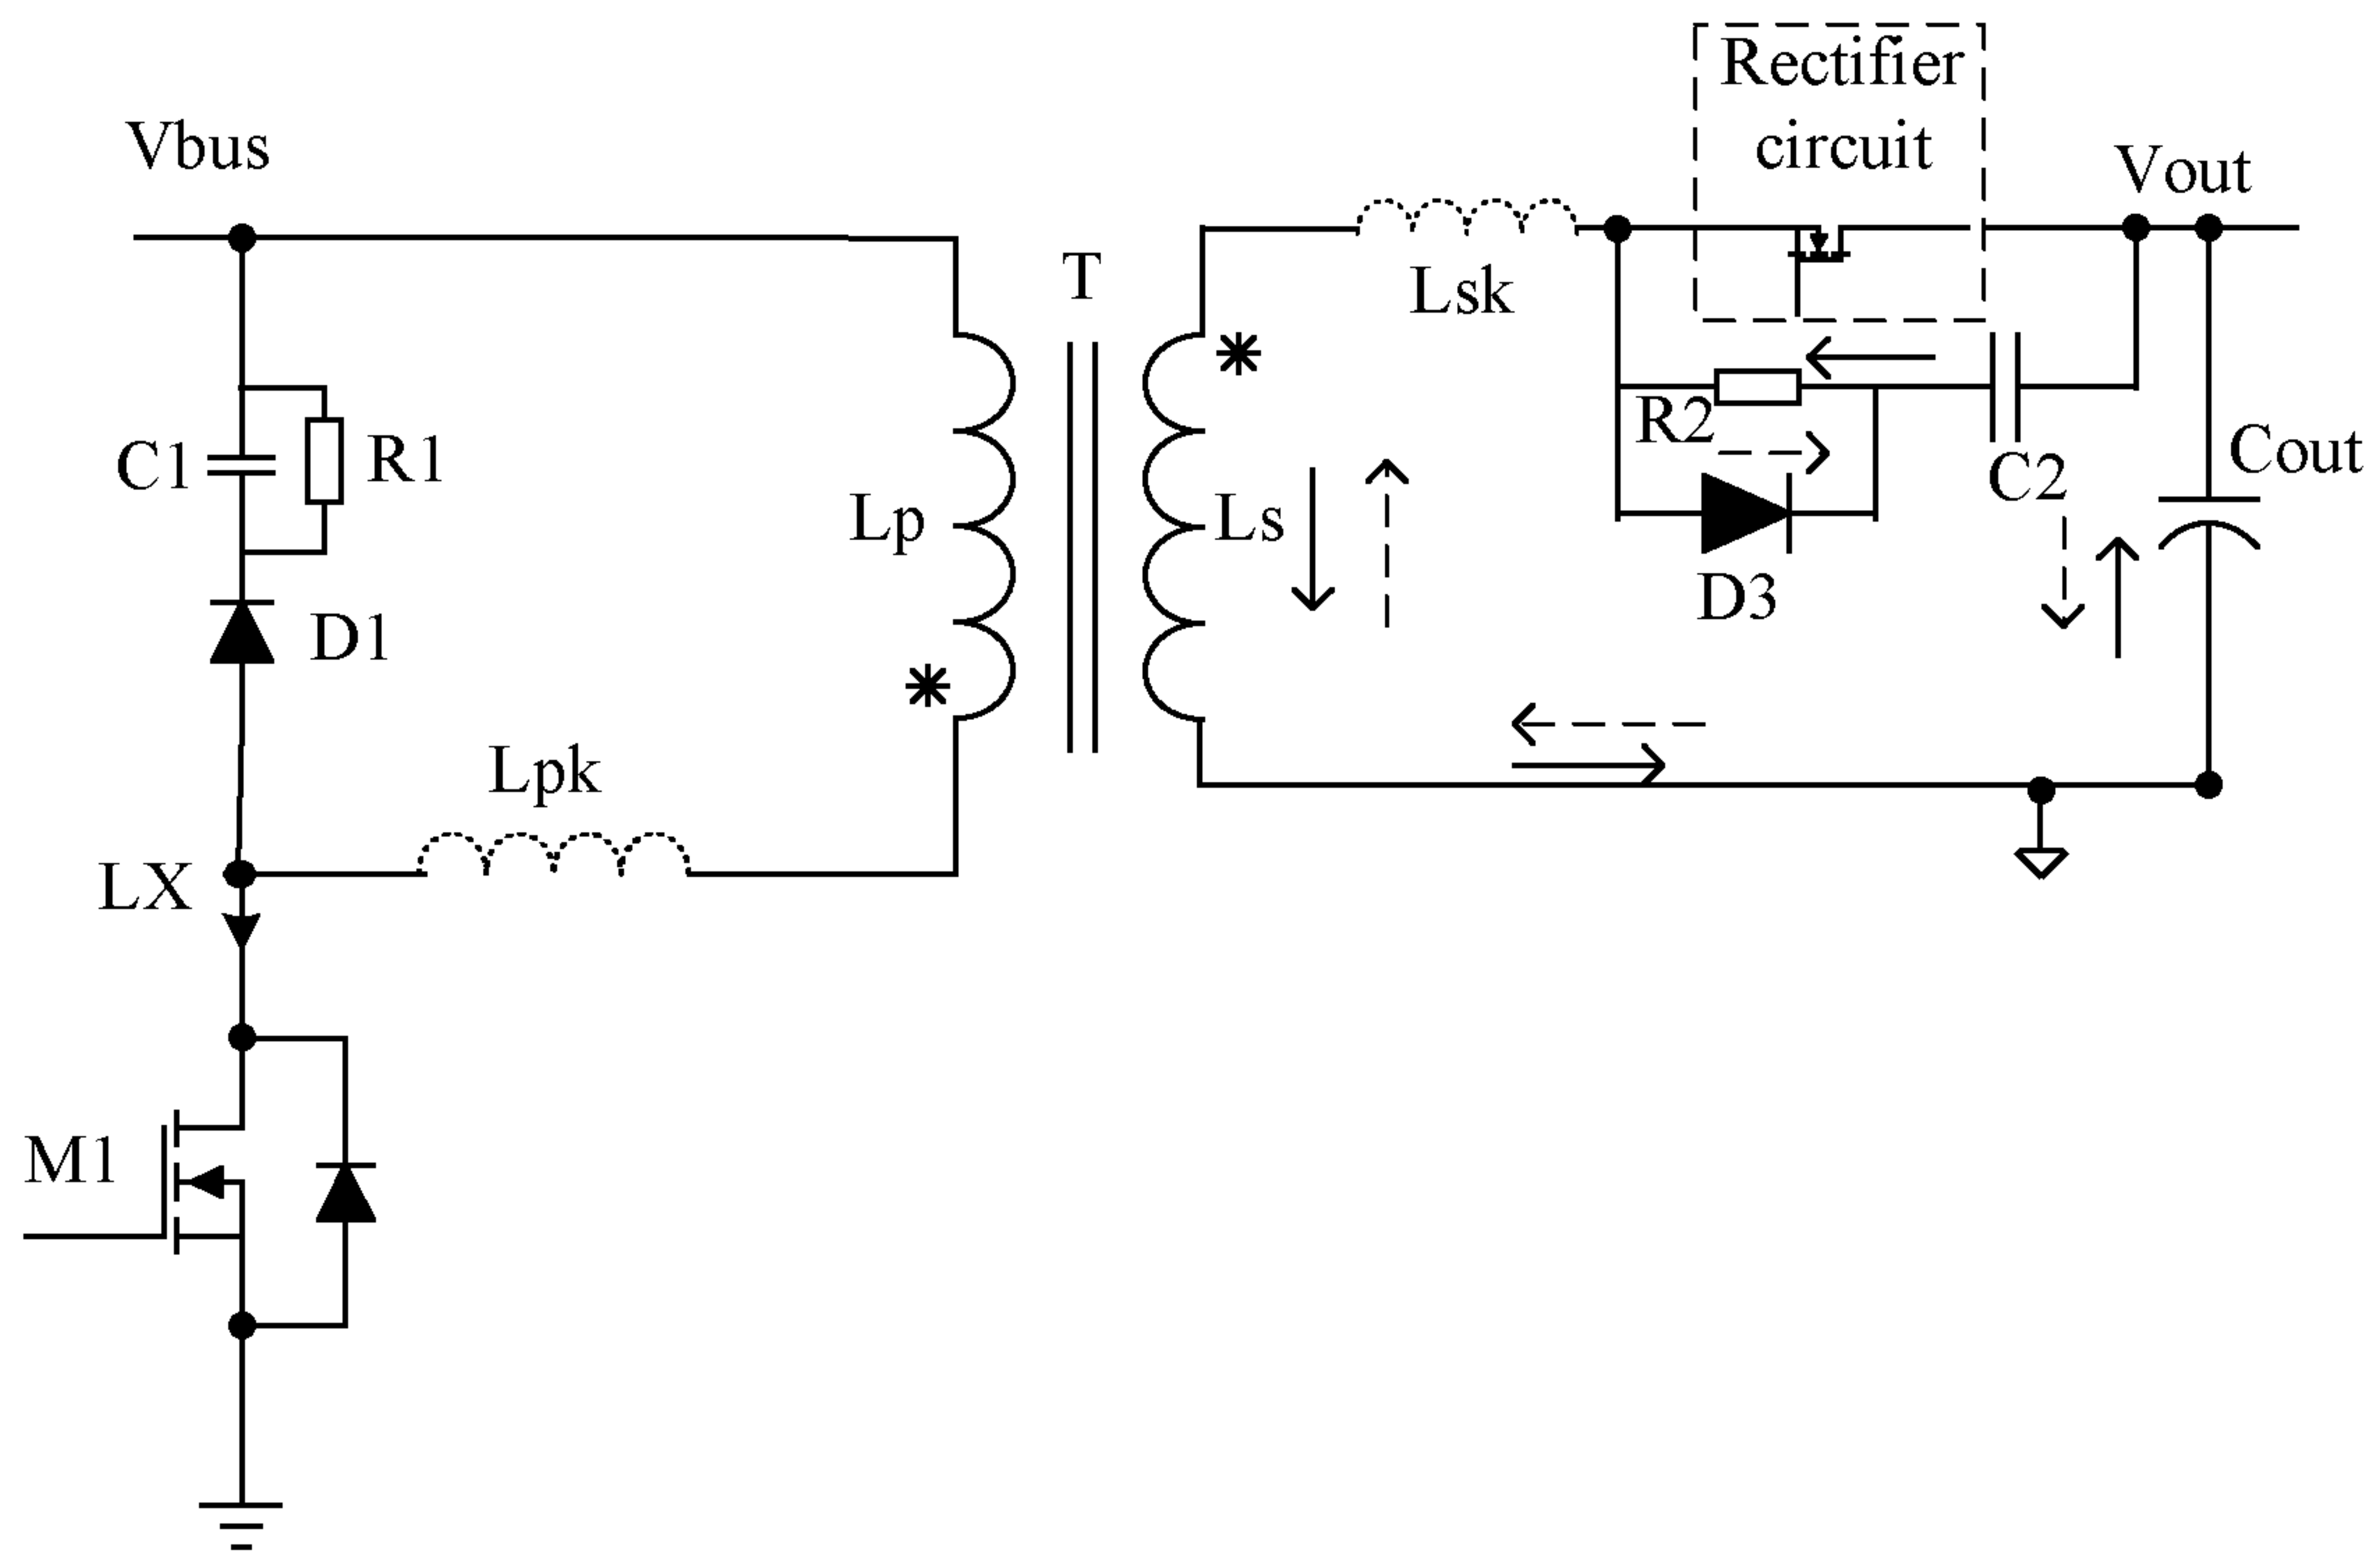 Rectifier
circuit
Vbus
Vout
T
Lsk
R2
C1
R1
Cout
C2
Lp
Ls
D3
D1
Lpk
LX
M1